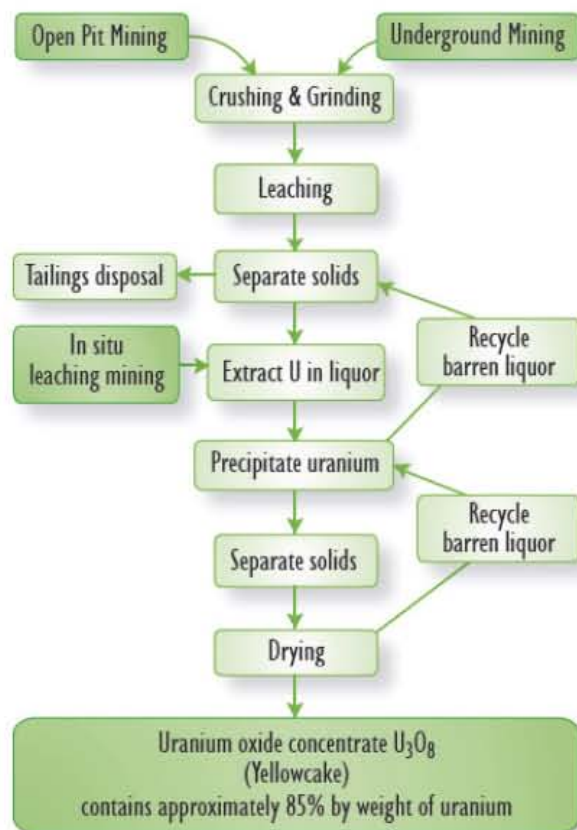 Open Pit Mining
Underground Mining
Crushing & Grinding
Leaching
Tailings disposal
Separate solids
In situ
leaching mining
Extract U in liquor
Recycle
barren liquor
Precipitate uranium
Recycle
barren liquor
Separate solids
Drying
Uranium oxide concentrate U₃O₈
(Yellowcake)
contains approximately 85% by weight of uranium